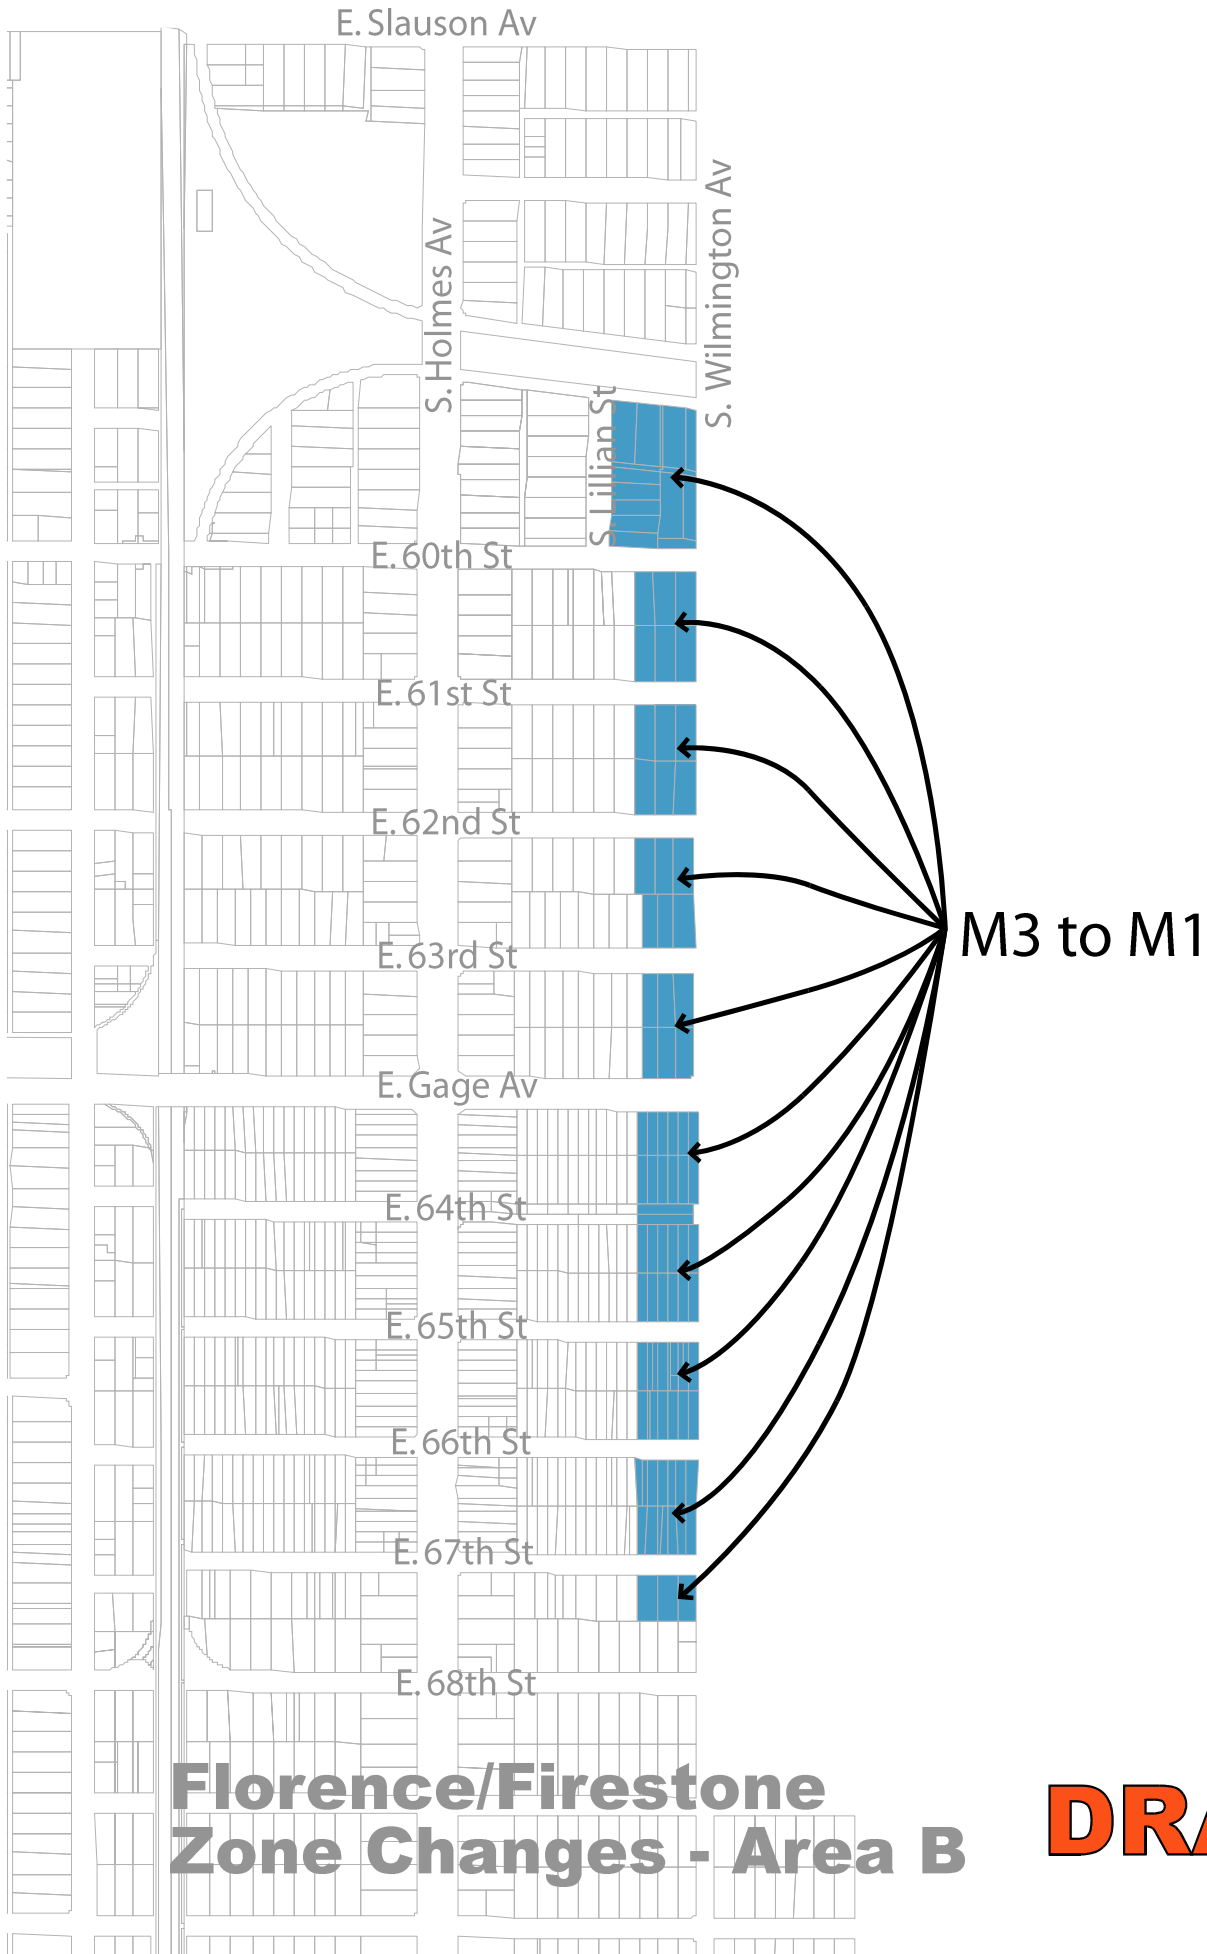 E. Slauson Av
S. Wilmington Av
S. Holmes Av
S. Lillian St
E. 60th St
E. 61st St
E. 62nd St
M3 to M1
E. 63rd St
E. Gage Av
E. 64th St
E. 65th St
E. 66th St
E. 67th St
E. 68th St
Florence/Firestone
Zone Changes - Area B